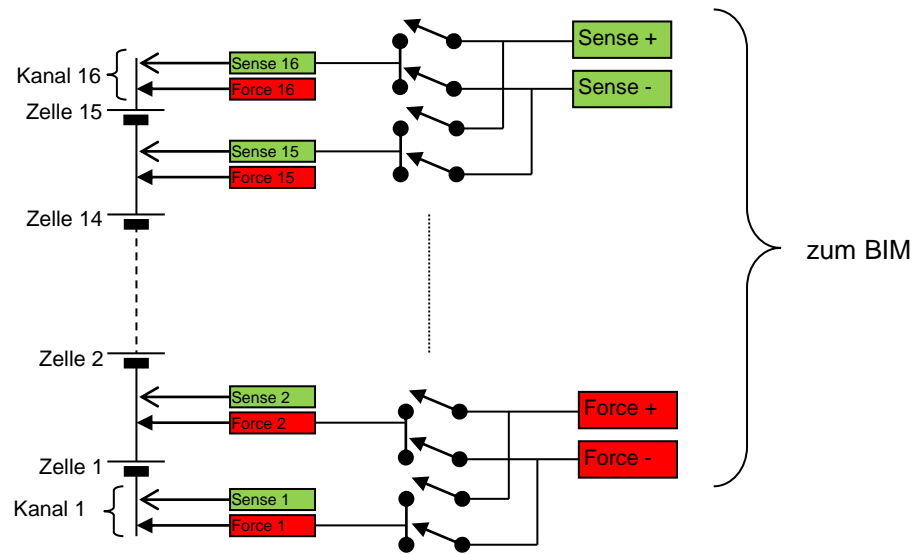 Sense +
Sense 16
Kanal 16
Force 16
Sense -
Zelle 15
Sense 15
Force 15
Zelle 14
zum BIM
Zelle 2
Sense 2
Force 2
Force +
Zelle 1
Force -
Sense 1
Kanal 1
Force 1